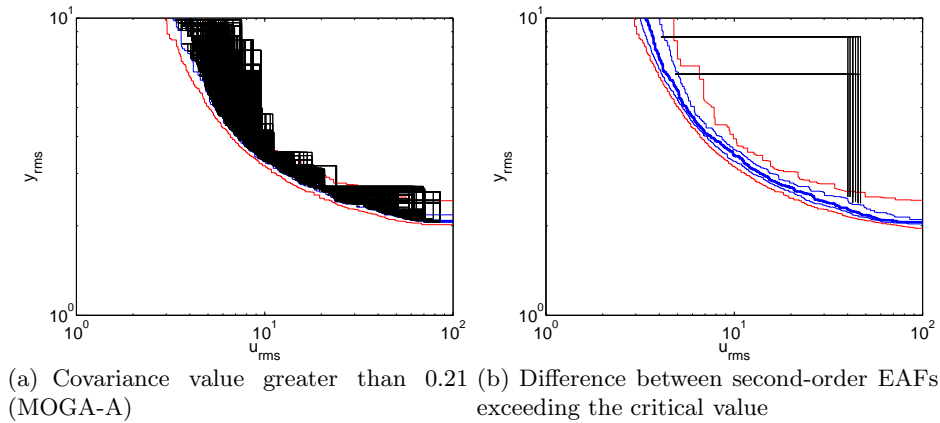 10^1
y_rms
10^0
10^0
10^1
10^2
u_rms
(a) Covariance value greater than 0.21 (MOGA-A)
10^1
y_rms
10^0
10^0
10^1
10^2
u_rms
(b) Difference between second-order EAFs exceeding the critical value